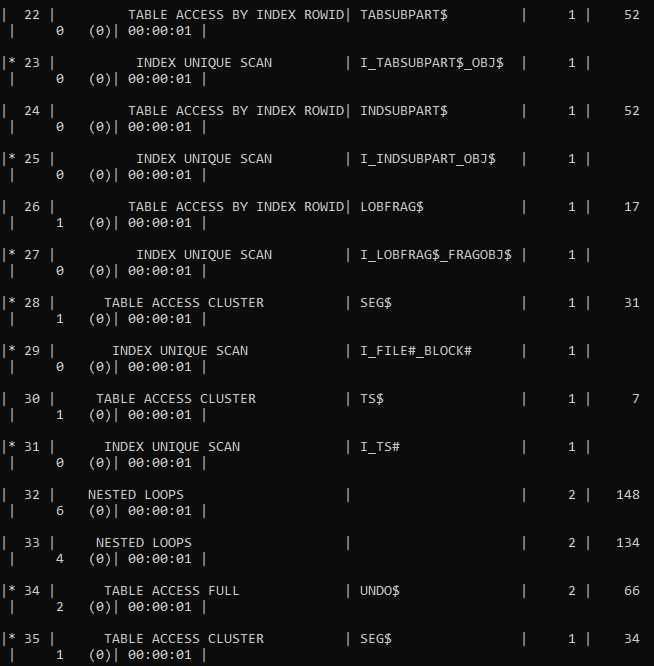 |  22 |         TABLE ACCESS BY INDEX ROWID| TABSUBPART$        |     1 |    52
 |     0   (0)| 00:00:01 |
|* 23 |          INDEX UNIQUE SCAN         | I_TABSUBPART$_OBJ$ |     1 |
 |     0   (0)| 00:00:01 |
|  24 |         TABLE ACCESS BY INDEX ROWID| INDSUBPART$        |     1 |    52
 |     0   (0)| 00:00:01 |
|* 25 |          INDEX UNIQUE SCAN         | I_INDSUBPART_OBJ$  |     1 |
 |     0   (0)| 00:00:01 |
|  26 |         TABLE ACCESS BY INDEX ROWID| LOBFRAG$           |     1 |    17
 |     1   (0)| 00:00:01 |
|* 27 |          INDEX UNIQUE SCAN         | I_LOBFRAG$_FRAGOBJ$ |     1 |
 |     0   (0)| 00:00:01 |
|* 28 |      TABLE ACCESS CLUSTER          | SEG$               |     1 |    31
 |     1   (0)| 00:00:01 |
|* 29 |       INDEX UNIQUE SCAN            | I_FILE#_BLOCK#     |     1 |
 |     0   (0)| 00:00:01 |
|  30 |     TABLE ACCESS CLUSTER           | TS$                |     1 |     7
 |     1   (0)| 00:00:01 |
|* 31 |      INDEX UNIQUE SCAN             | I_TS#              |     1 |
 |     0   (0)| 00:00:01 |
|  32 |    NESTED LOOPS                    |                    |     2 |   148
 |     6   (0)| 00:00:01 |
|  33 |     NESTED LOOPS                   |                    |     2 |   134
 |     4   (0)| 00:00:01 |
|* 34 |      TABLE ACCESS FULL             | UNDO$              |     2 |    66
 |     2   (0)| 00:00:01 |
|* 35 |      TABLE ACCESS CLUSTER          | SEG$               |     1 |    34
 |     1   (0)| 00:00:01 |